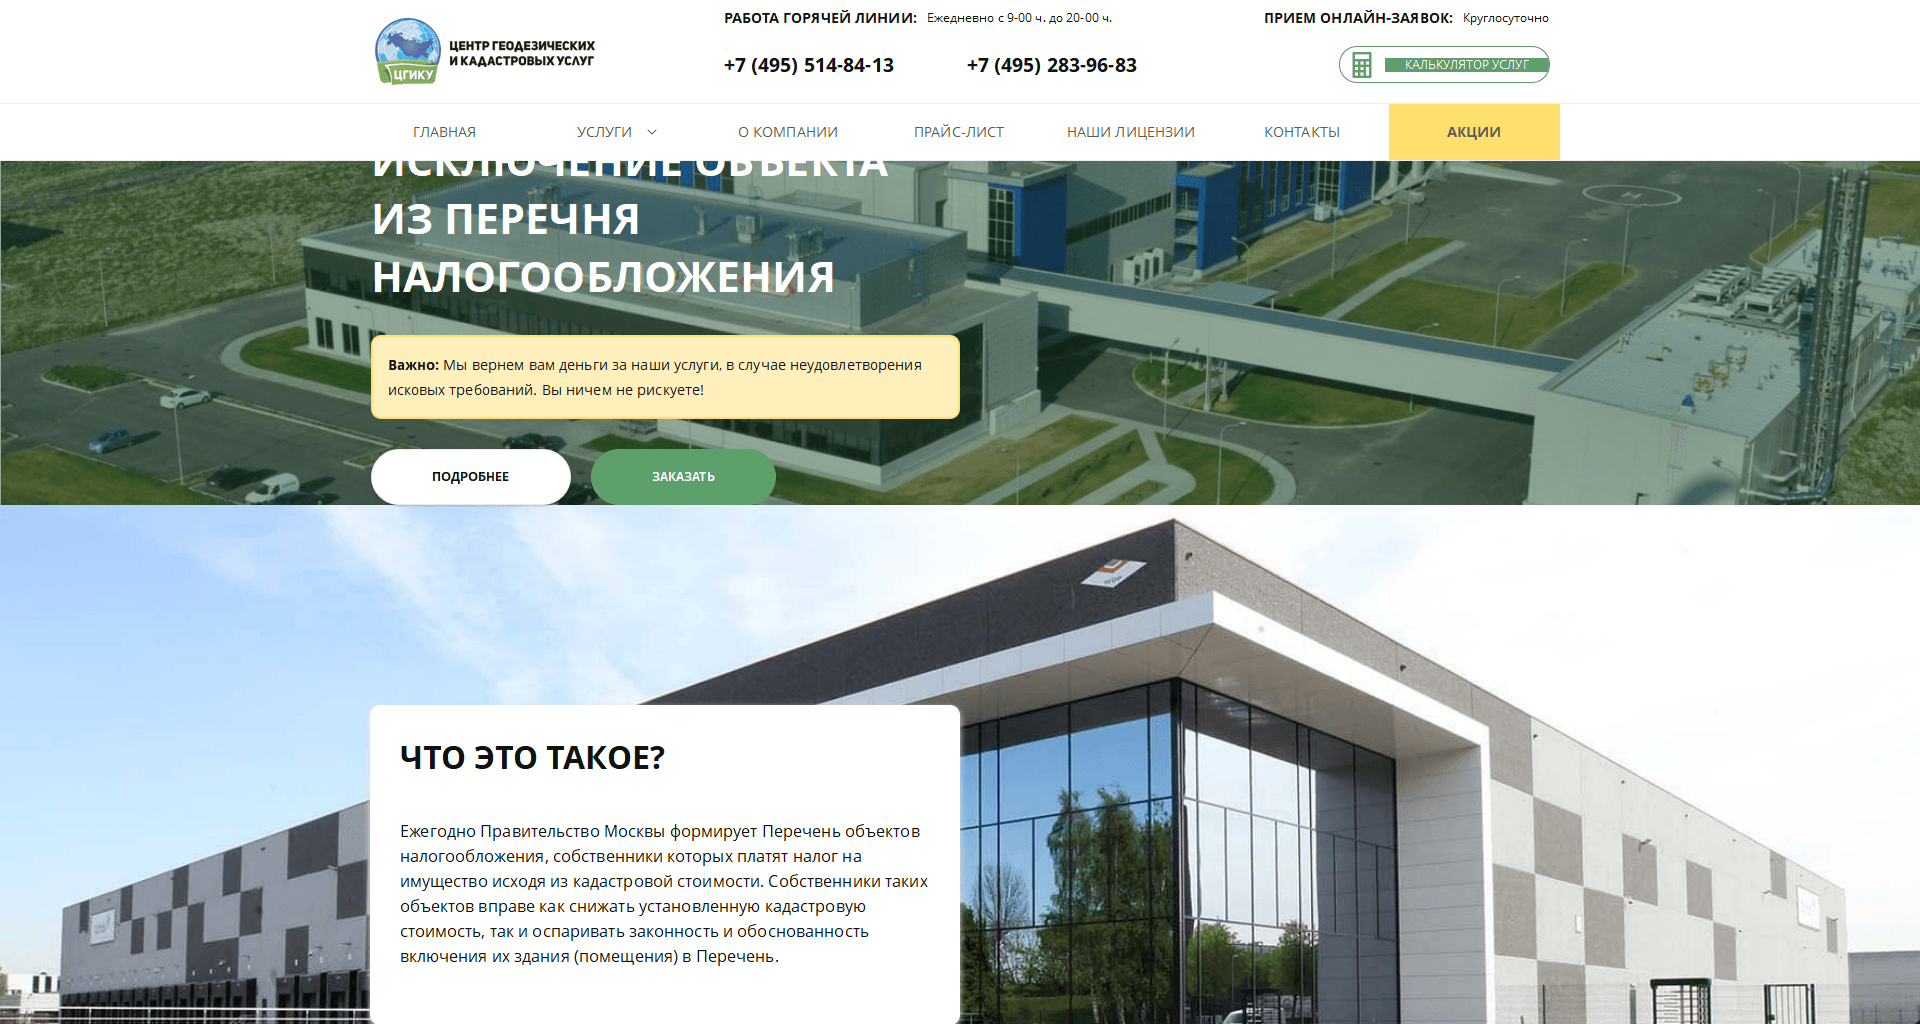 ЦГИКУ
ЦЕНТР ГЕОДЕЗИЧЕСКИХ
И КАДАСТРОВЫХ УСЛУГ
РАБОТА ГОРЯЧЕЙ ЛИНИИ: Ежедневно с 9-00 ч. до 20-00 ч.
+7 (495) 514-84-13
+7 (495) 283-96-83
ПРИЕМ ОНЛАЙН-ЗАЯВОК: Круглосуточно
КАЛЬКУЛЯТОР УСЛУГ
ГЛАВНАЯ
УСЛУГИ
О КОМПАНИИ
ПРАЙС-ЛИСТ
НАШИ ЛИЦЕНЗИИ
КОНТАКТЫ
АКЦИИ
ИСКЛЮЧЕНИЕ ОБЪЕКТА
ИЗ ПЕРЕЧНЯ
НАЛОГООБЛОЖЕНИЯ
Важно: Мы вернем вам деньги за наши услуги, в случае неудовлетворения
исковых требований. Вы ничем не рискуете!
ПОДРОБНЕЕ
ЗАКАЗАТЬ
ЧТО ЭТО ТАКОЕ?
Ежегодно Правительство Москвы формирует Перечень объектов
налогообложения, собственники которых платят налог на
имущество исходя из кадастровой стоимости. Собственники таких
объектов вправе как снижать установленную кадастровую
стоимость, так и оспаривать законность и обоснованность
включения их здания (помещения) в Перечень.